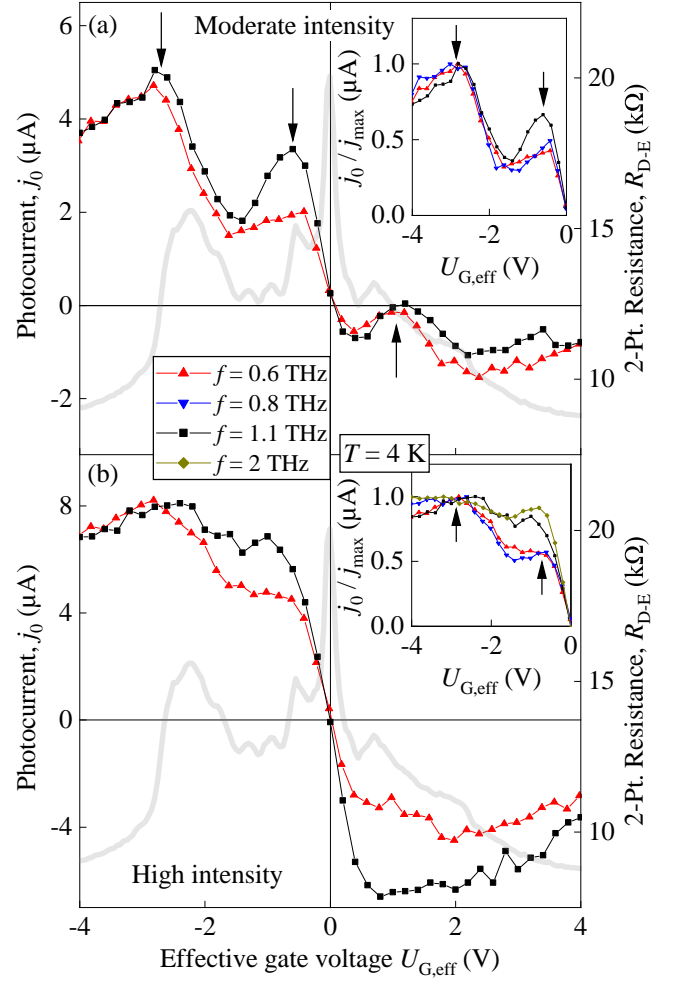 (a) Moderate intensity
Photocurrent, j0 (μA)
6
4
2
0
-2
j0 / jmax (μA)
1.0
0.5
0.0
-4 -2 0
UG,eff (V)
20
15
10
2-Pt. Resistance, RD-E (kΩ)
f = 0.6 THz
f = 0.8 THz
f = 1.1 THz
f = 2 THz
T = 4 K
(b)
Photocurrent, j0 (μA)
8
4
0
-4
j0 / jmax (μA)
1.0
0.5
0.0
-4 -2 0
UG,eff (V)
20
15
10
2-Pt. Resistance, RD-E (kΩ)
High intensity
-4 -2 0 2 4
Effective gate voltage UG,eff (V)